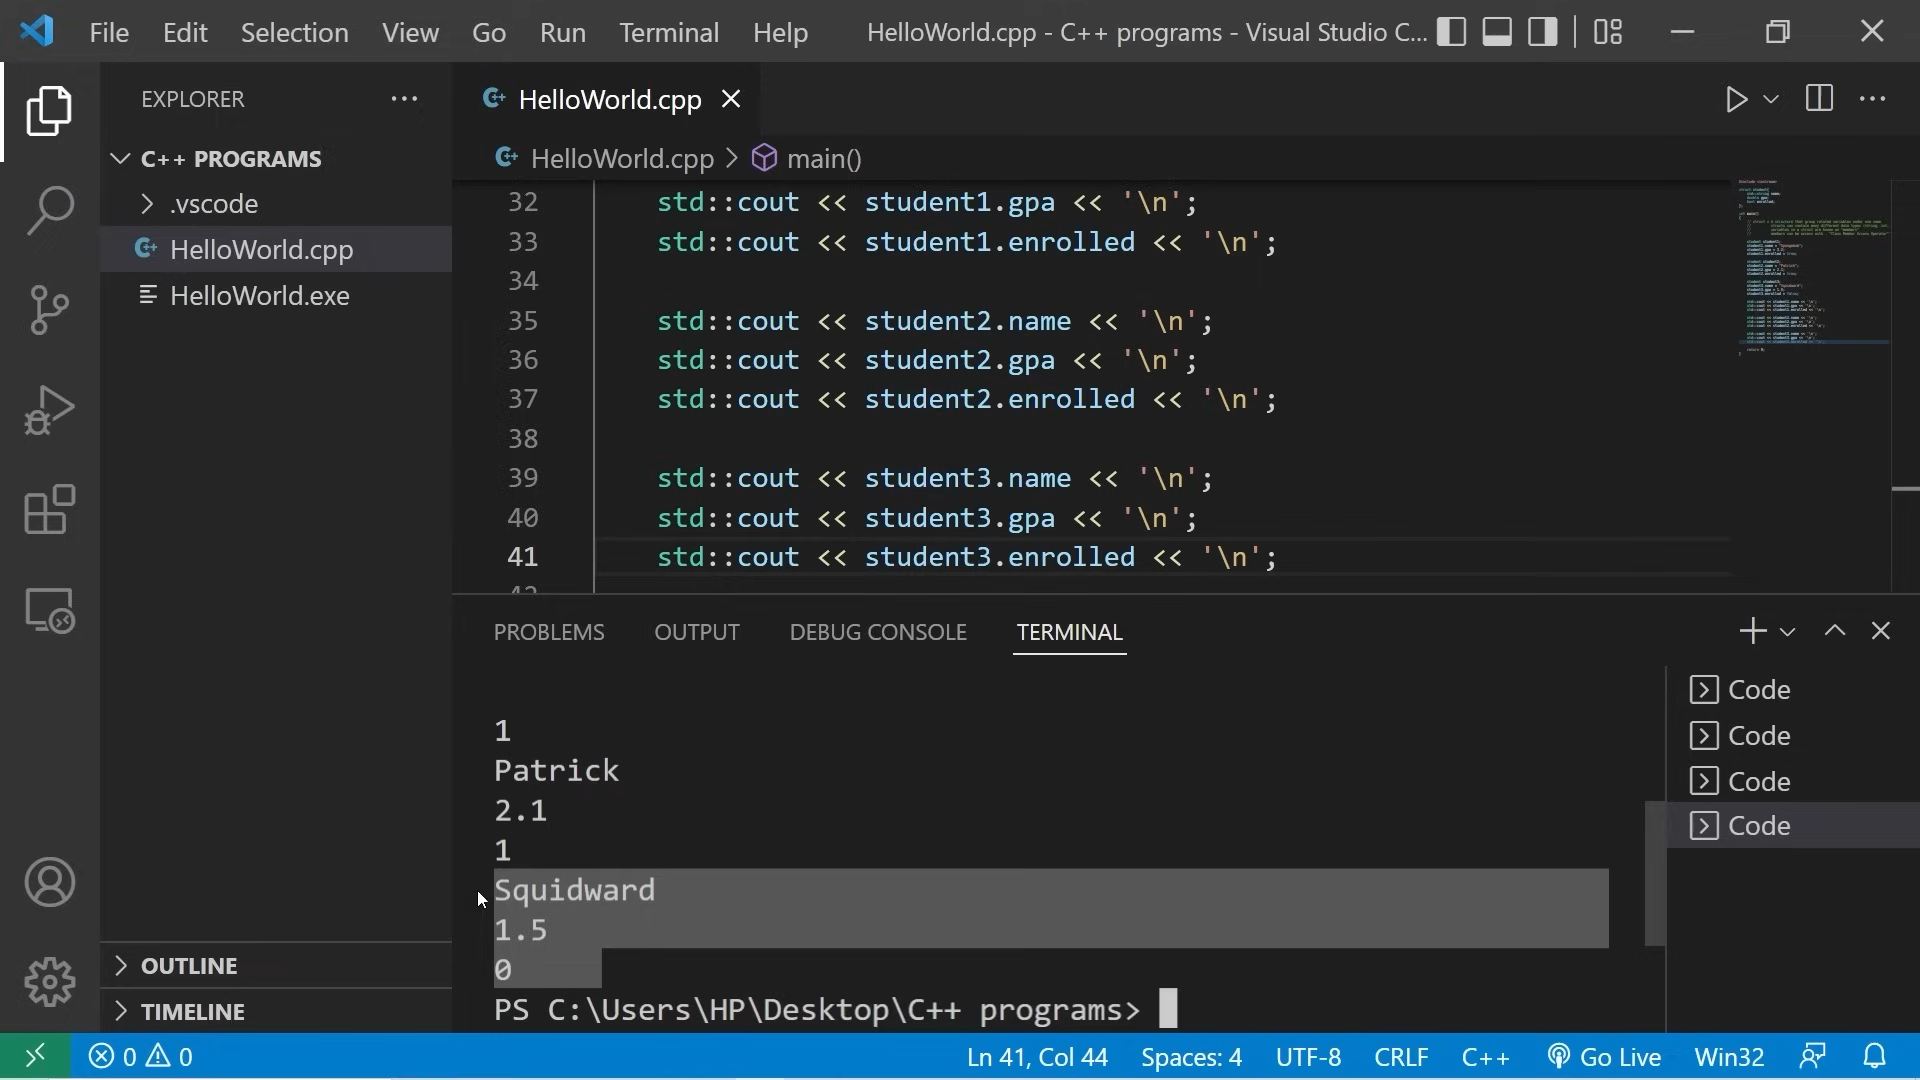 File Edit Selection View Go Run Terminal Help HelloWorld.cpp - C++ programs - Visual Studio C...
EXPLORER
C++ PROGRAMS
.vscode
HelloWorld.cpp
HelloWorld.exe
OUTLINE
TIMELINE
HelloWorld.cpp
HelloWorld.cpp > main()
32 std::cout << student1.gpa << '\n';
33 std::cout << student1.enrolled << '\n';
34
35 std::cout << student2.name << '\n';
36 std::cout << student2.gpa << '\n';
37 std::cout << student2.enrolled << '\n';
38
39 std::cout << student3.name << '\n';
40 std::cout << student3.gpa << '\n';
41 std::cout << student3.enrolled << '\n';
PROBLEMS OUTPUT DEBUG CONSOLE TERMINAL
1
Patrick
2.1
1
Squidward
1.5
0
PS C:\Users\HP\Desktop\C++ programs>
Code
Code
Code
Code
0 0 Ln 41, Col 44 Spaces: 4 UTF-8 CRLF C++ Go Live Win32